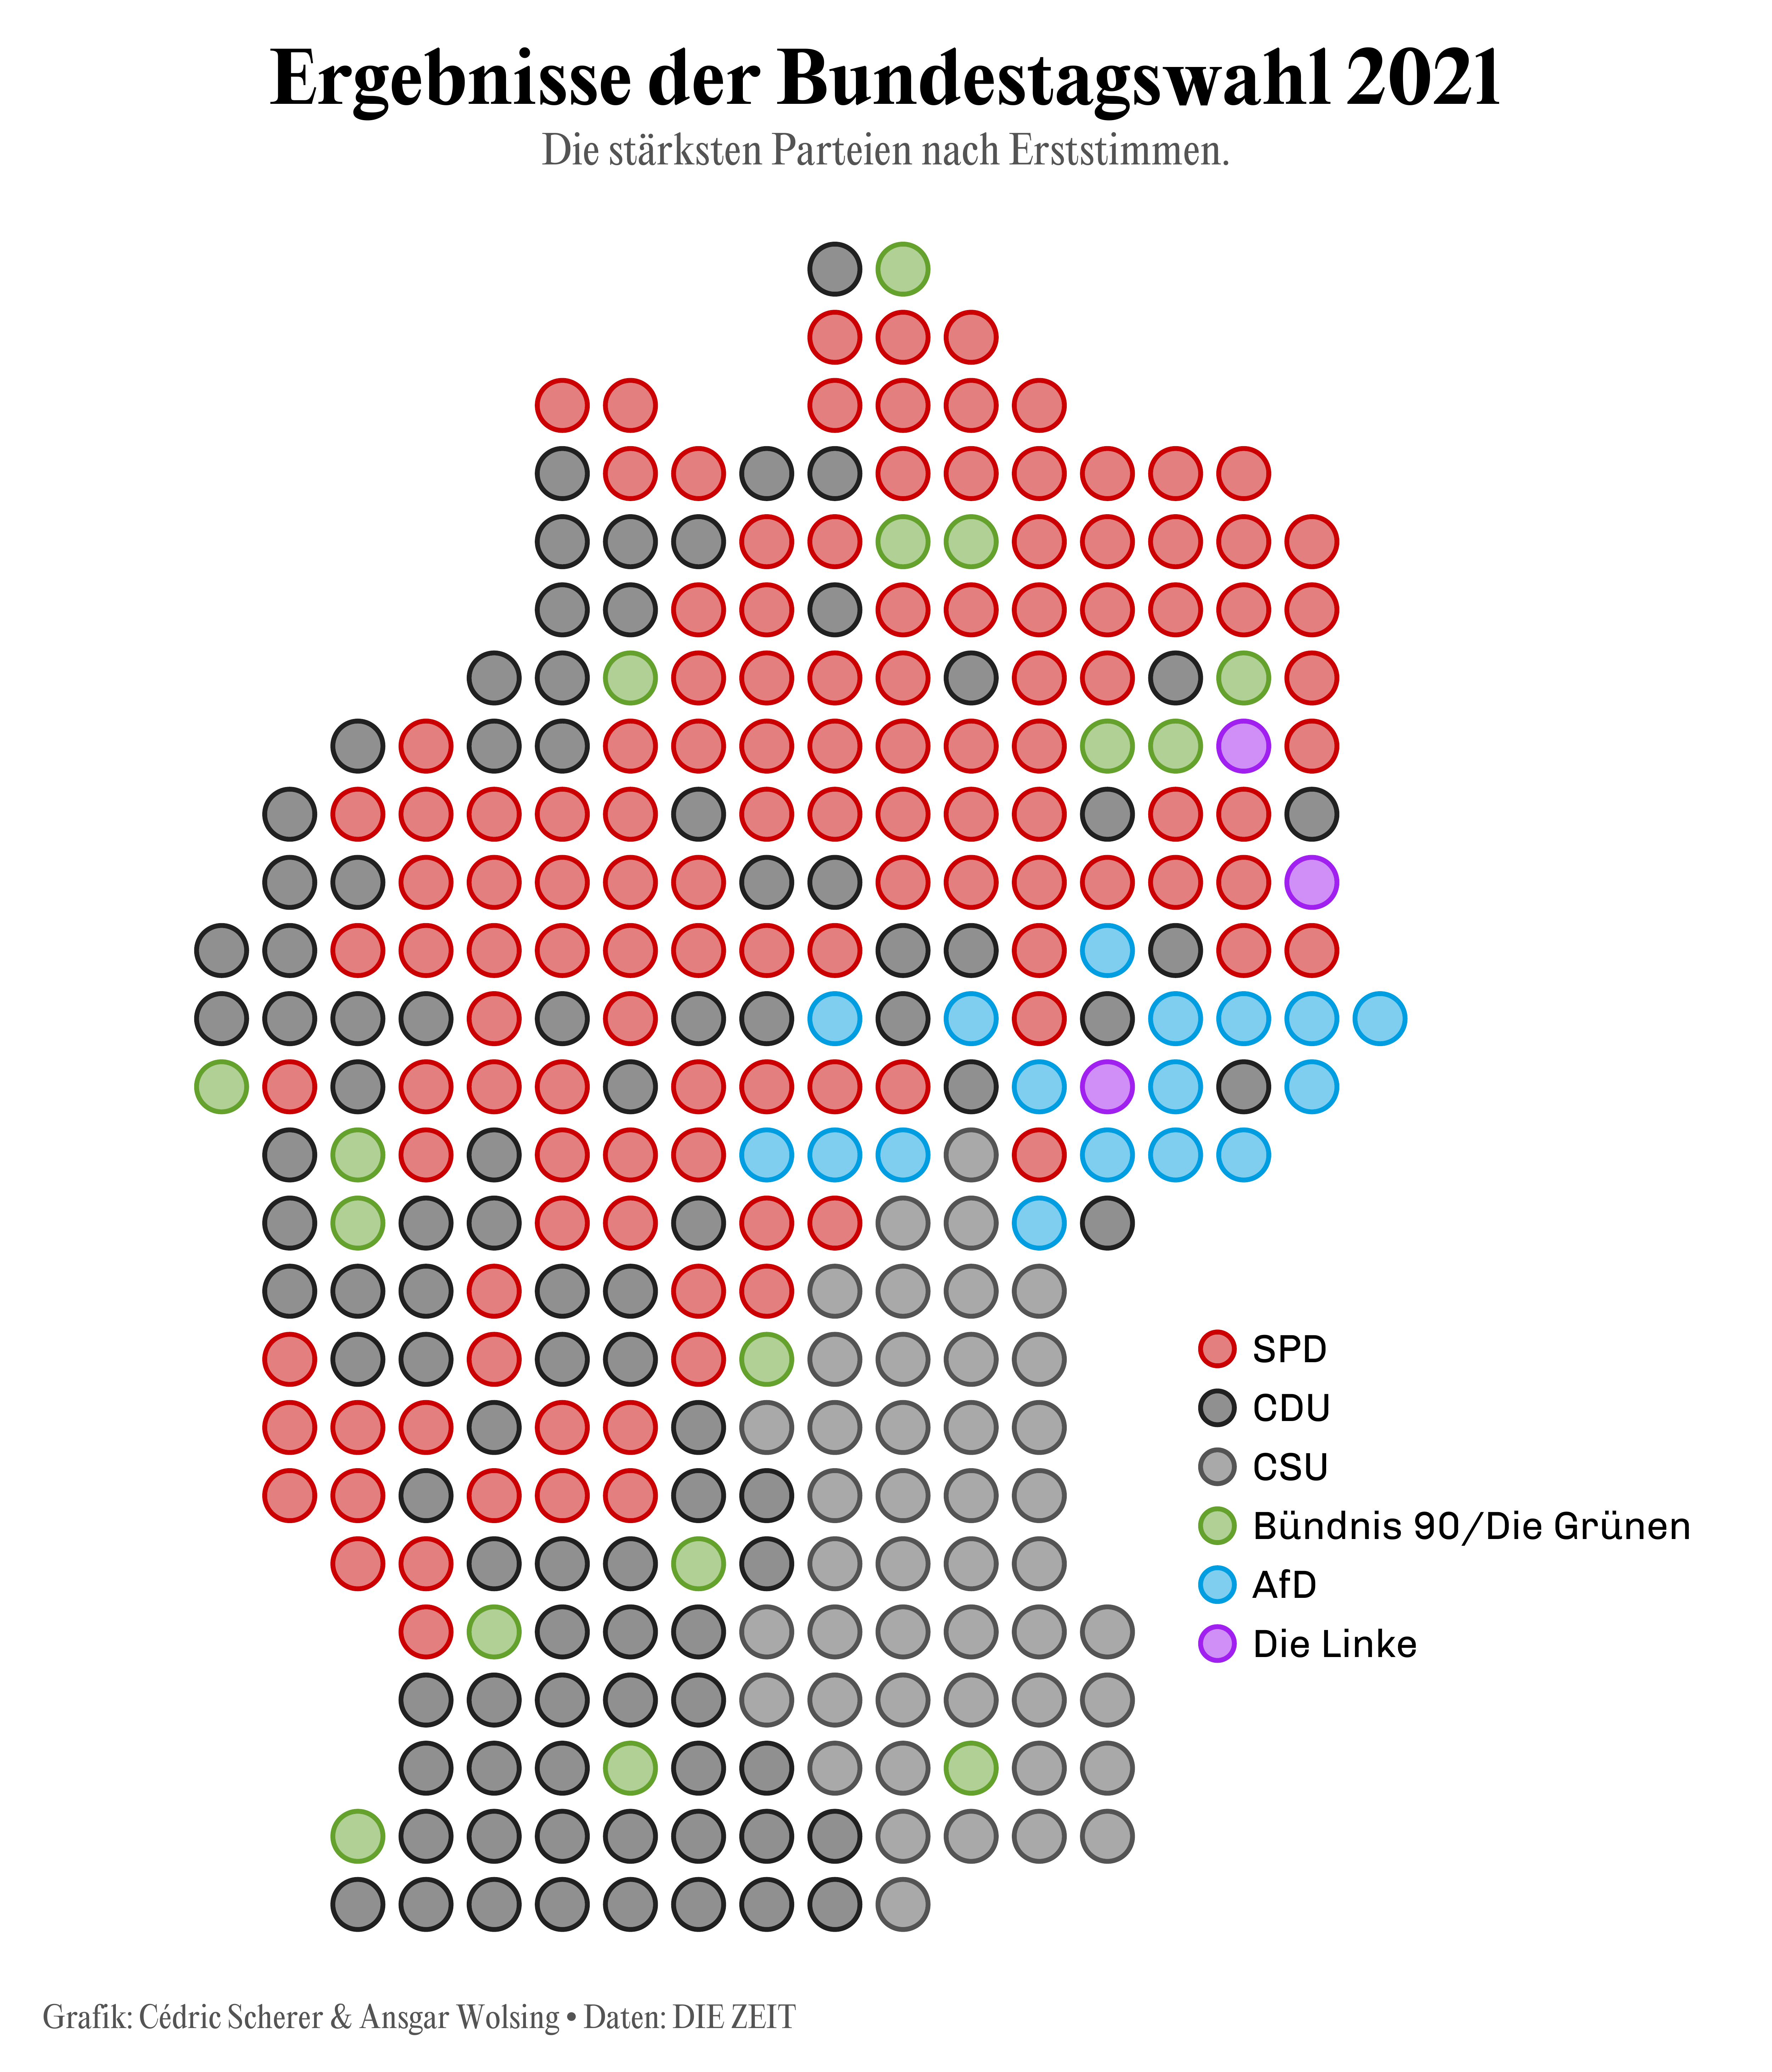 Ergebnisse der Bundestagswahl 2021
Die stärksten Parteien nach Erststimmen.
SPD
CDU
CSU
Bündnis 90/Die Grünen
AfD
Die Linke
Grafik: Cédric Scherer & Ansgar Wolsing • Daten: DIE ZEIT